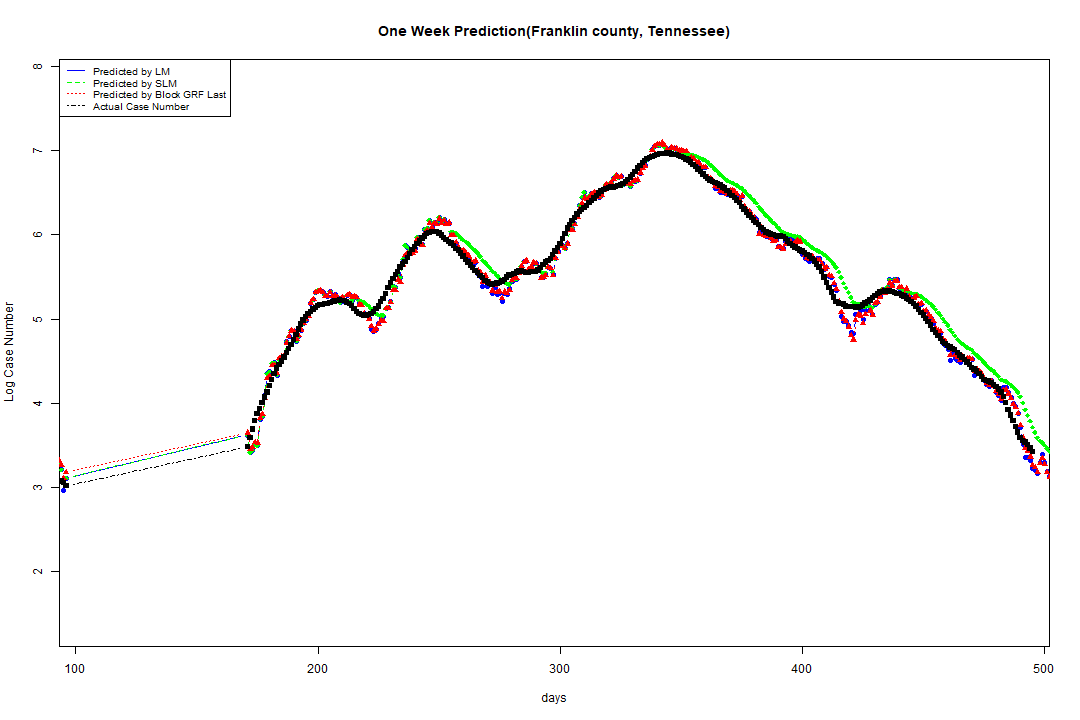 One Week Prediction(Franklin county, Tennessee)
Predicted by LM
Predicted by SLM
Predicted by Block GRF Last
Actual Case Number
8
7
6
5
4
3
2
Log Case Number
100 200 300 400 500
days